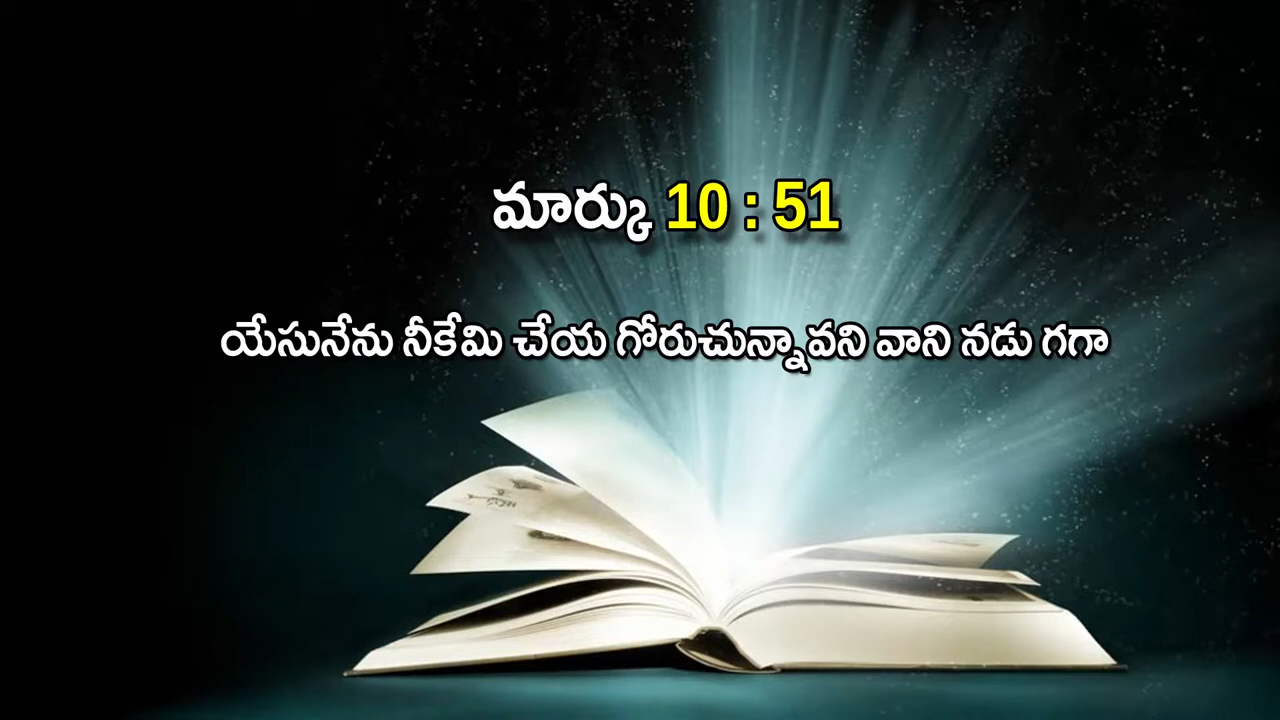 మార్కు 10 : 51
యేసునేను నీకేమి చేయ గోరుచున్నావని వాని నడు గగా